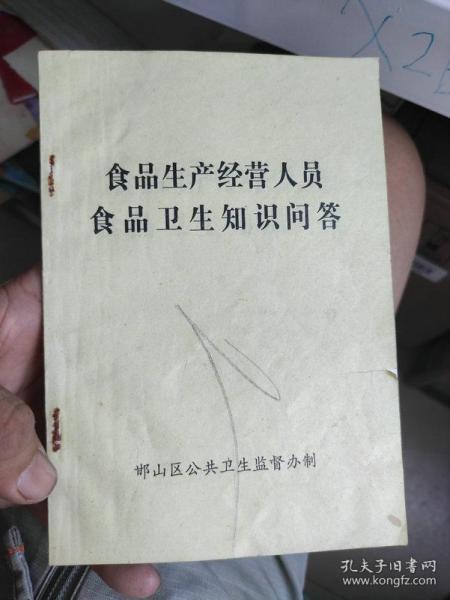 X2
食品生产经营人员
食品卫生知识问答
邯山区公共卫生监督办制
孔夫子旧书网
www.kongfz.com